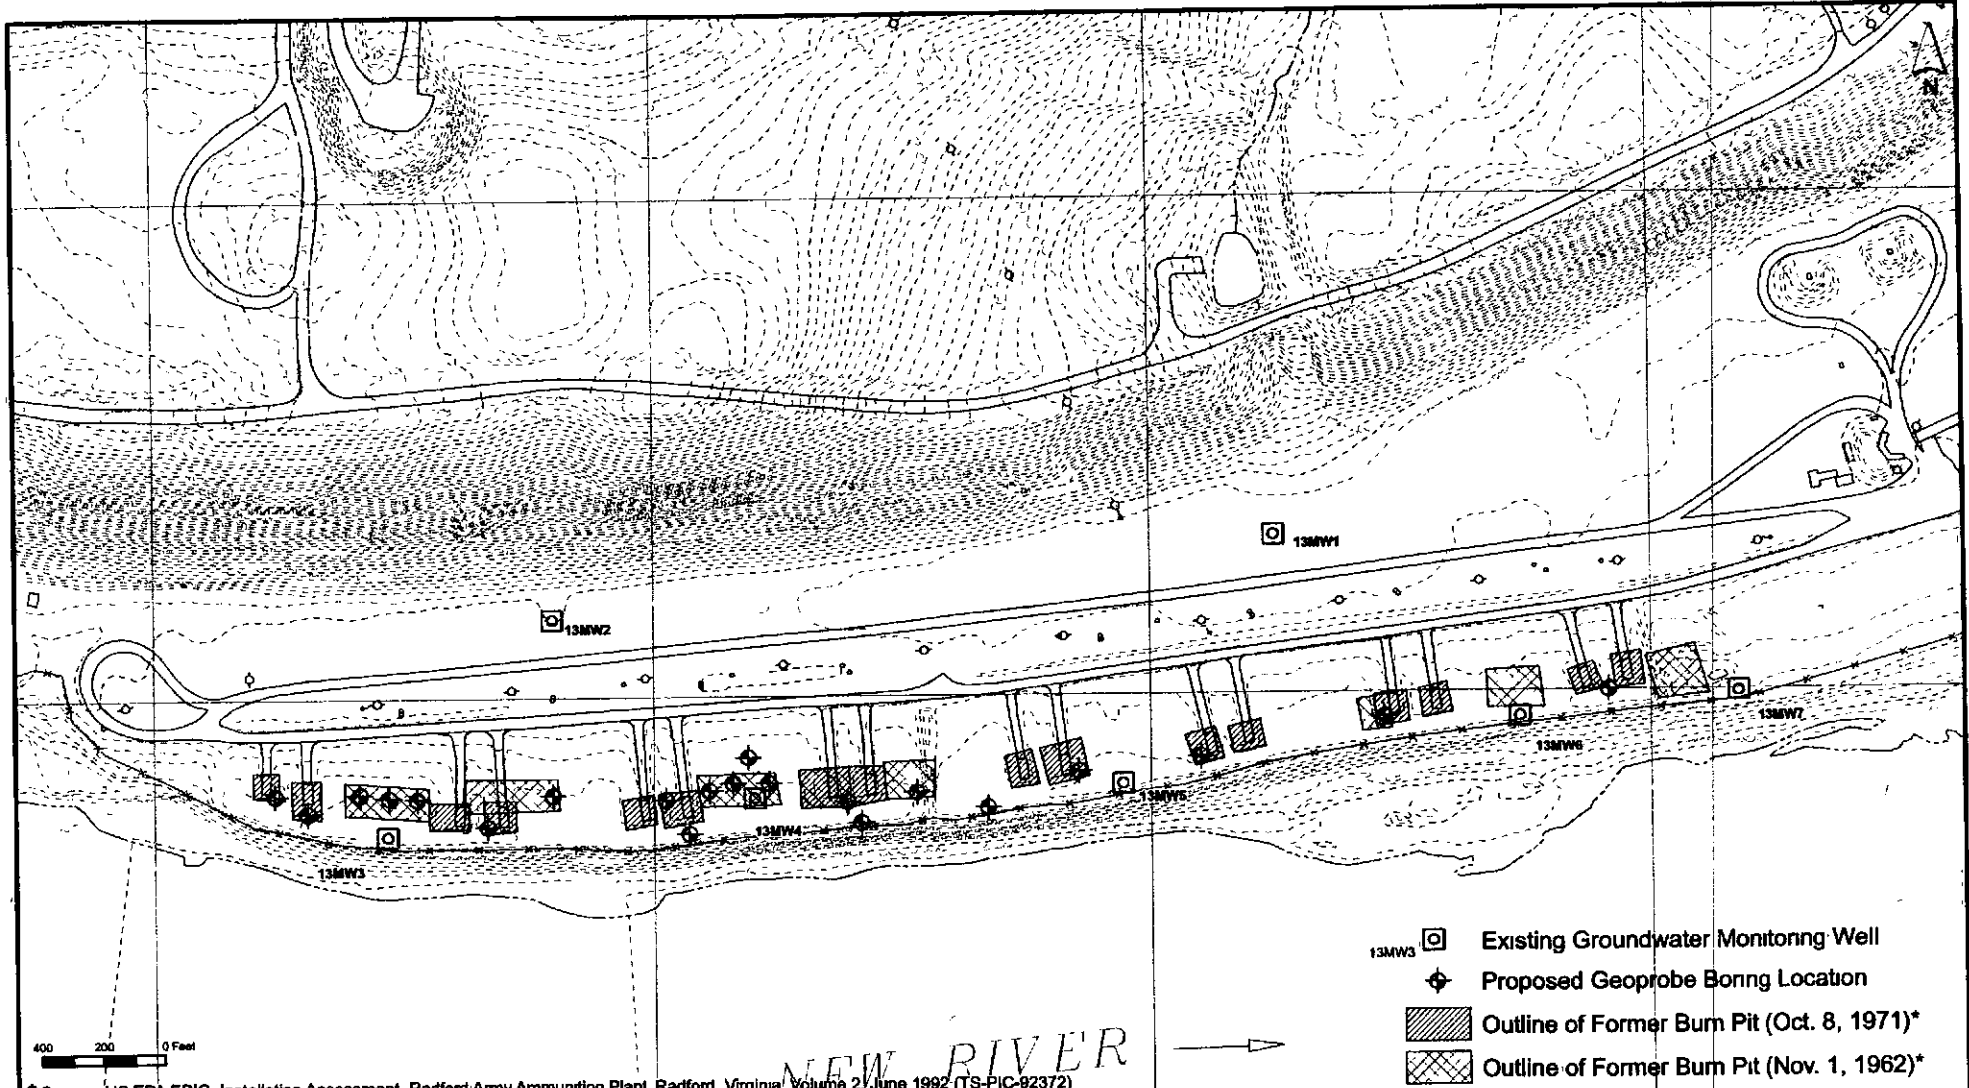 N
13MW1
13MW2
13MW7
13MW6
13MW5
13MW4
13MW3
13MW3 Existing Groundwater Monitoring Well
Proposed Geoprobe Boring Location
Outline of Former Burn Pit (Oct. 8, 1971)*
Outline of Former Burn Pit (Nov. 1, 1962)*
400 200 0 Feet
NEW RIVER
US EPA EPIC, Installation Assessment, Radford Army Ammunition Plant, Radford, Virginia, Volume 2, June 1992 (TS-PIC-92372)